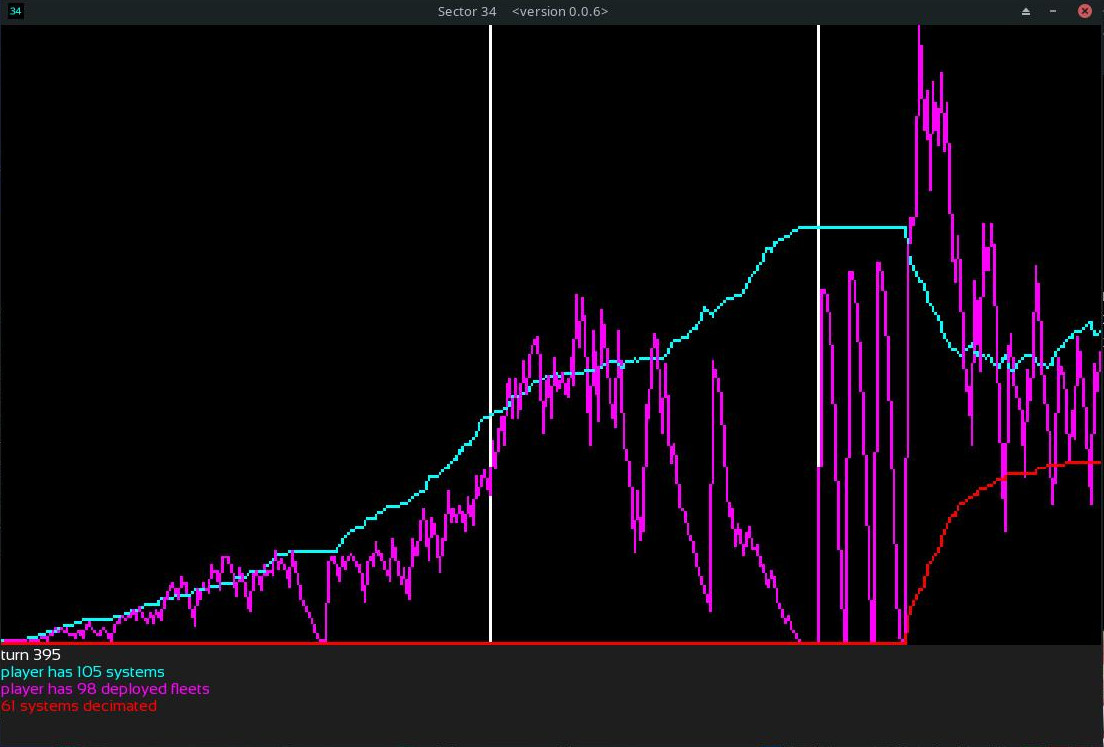 34
Sector 34 <version 0.0.6>
turn 395
player has 105 systems
player has 98 deployed fleets
61 systems decimated